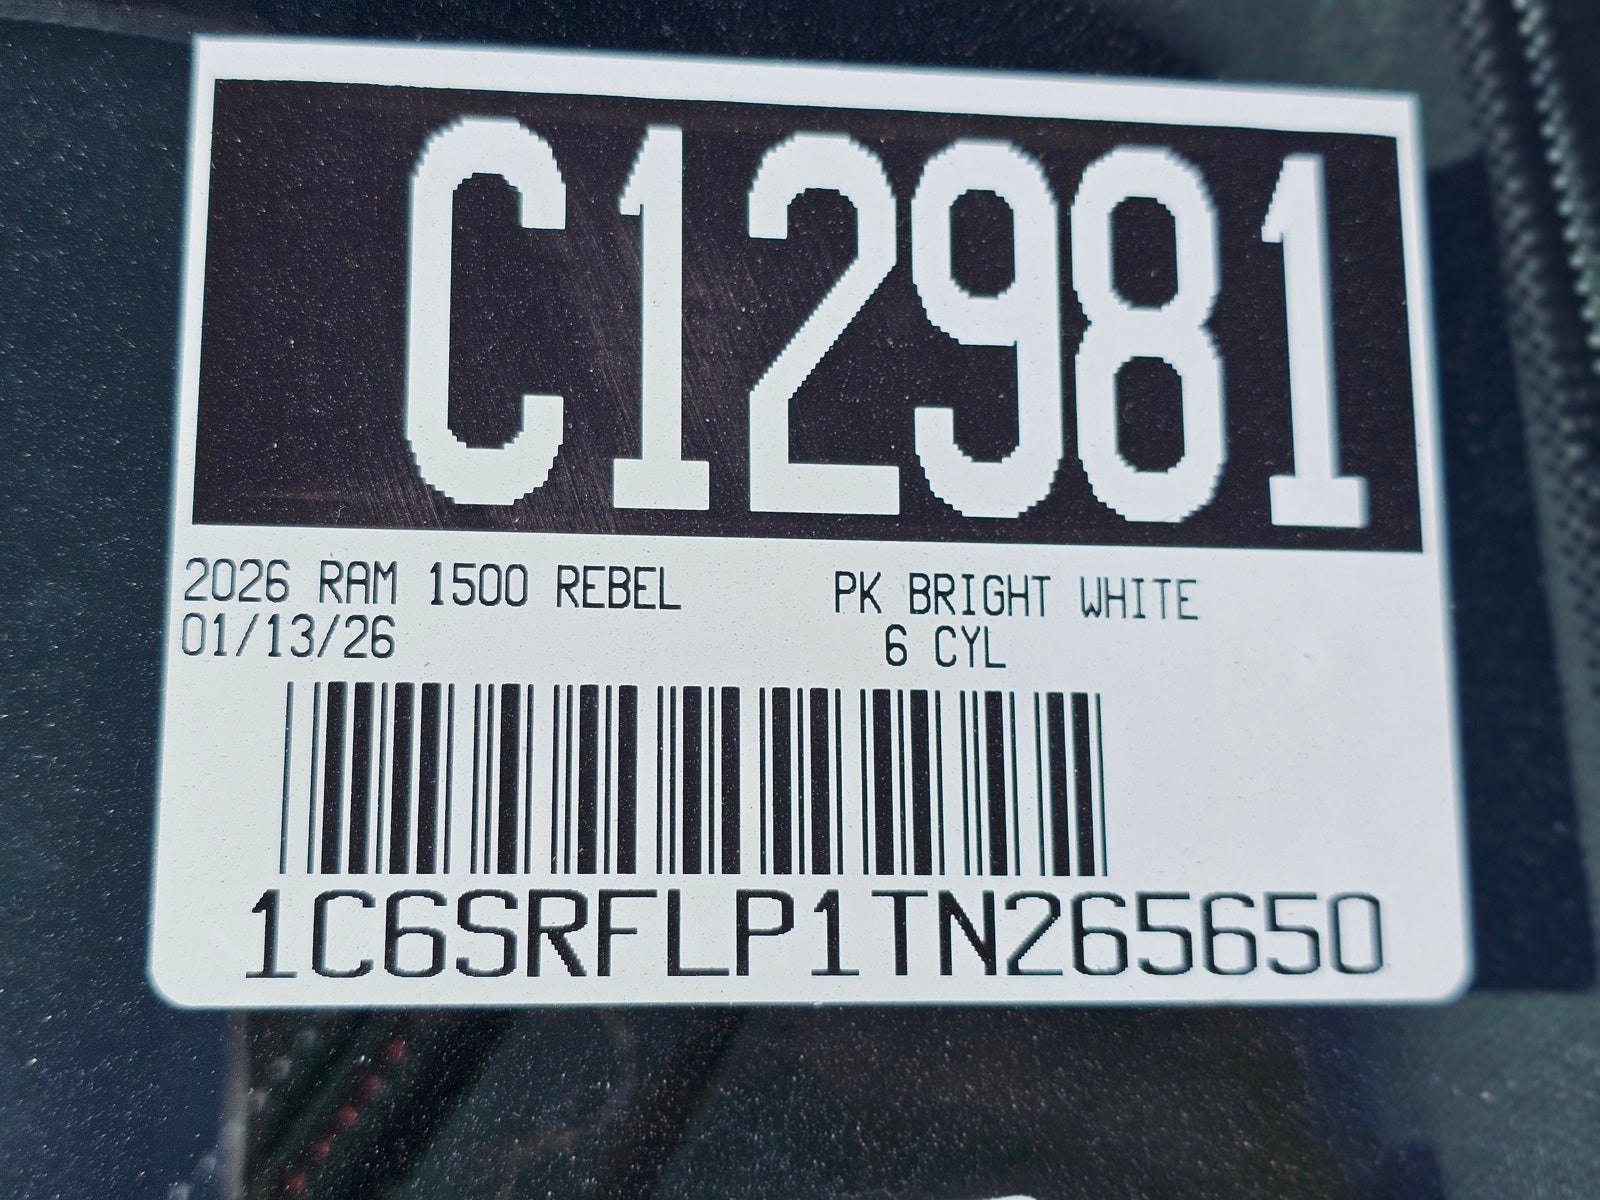 C12981
2026 RAM 1500 REBEL PK BRIGHT WHITE
01/13/26 6 CYL
1C6SRFLP1TN265650